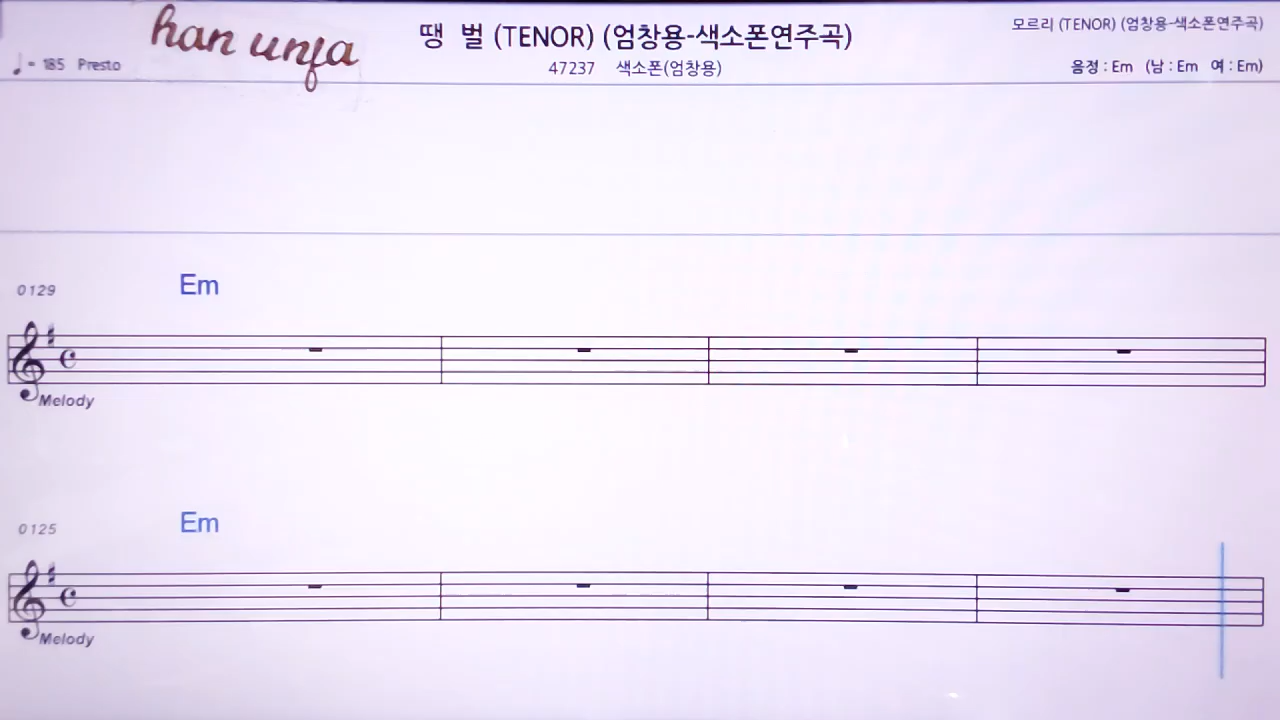 han unfa
땡 벌 (TENOR) (엄창용-색소폰연주곡)
모르리 (TENOR) (엄창용-색소폰연주곡)
♩ = 185 Presto
47237 색소폰(엄창용)
음정 : Em (남 : Em 여 : Em)
0129 Em
Melody
0125 Em
Melody